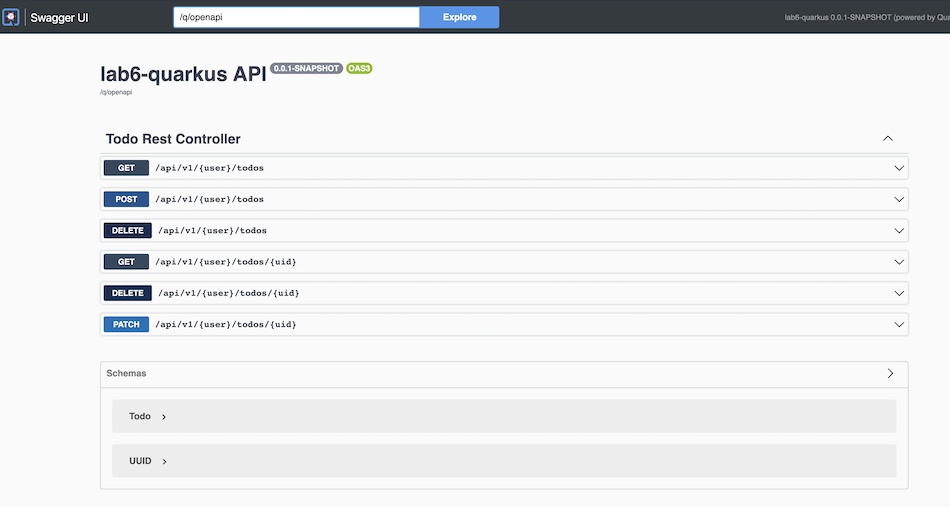 Swagger UI
/q/openapi
Explore
lab6-quarkus 0.0.1-SNAPSHOT (powered by Qua
lab6-quarkus API 0.0.1-SNAPSHOT OAS3
/q/openapi
Todo Rest Controller
GET /api/v1/{user}/todos
POST /api/v1/{user}/todos
DELETE /api/v1/{user}/todos
GET /api/v1/{user}/todos/{uid}
DELETE /api/v1/{user}/todos/{uid}
PATCH /api/v1/{user}/todos/{uid}
Schemas
Todo
UUID